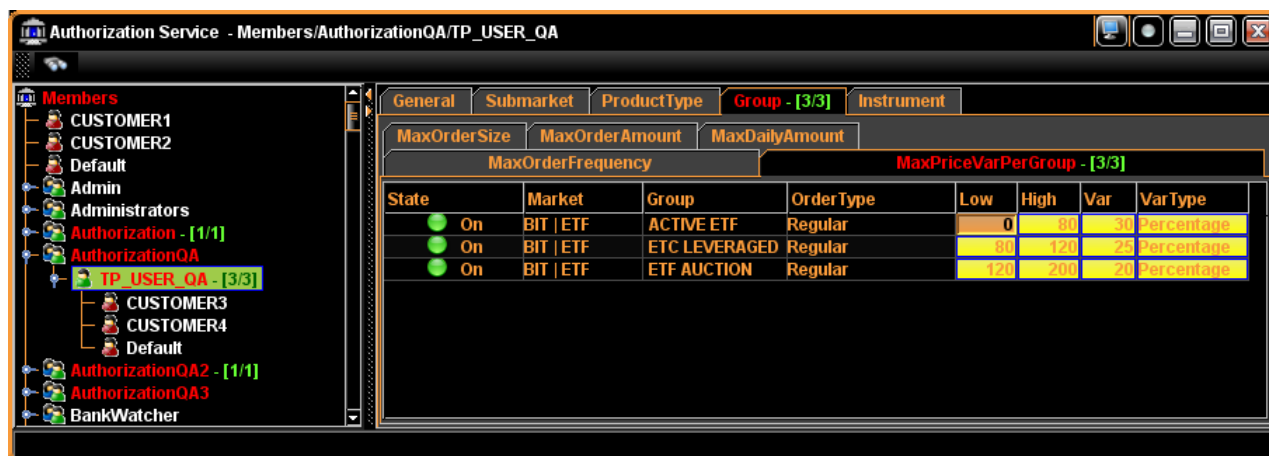 Authorization Service - Members/AuthorizationQA/TP_USER_QA
Members
CUSTOMER1
CUSTOMER2
Default
Admin
Administrators
Authorization - [1/1]
AuthorizationQA
TP_USER_QA - [3/3]
CUSTOMER3
CUSTOMER4
Default
AuthorizationQA2 - [1/1]
AuthorizationQA3
BankWatcher
General Submarket ProductType Group - [3/3] Instrument
MaxOrderSize MaxOrderAmount MaxDailyAmount
MaxOrderFrequency MaxPriceVarPerGroup - [3/3]
State Market Group OrderType Low High Var VarType
On BIT | ETF ACTIVE ETF Regular 0 80 30 Percentage
On BIT | ETF ETC LEVERAGED Regular 80 120 25 Percentage
On BIT | ETF ETF AUCTION Regular 120 200 20 Percentage